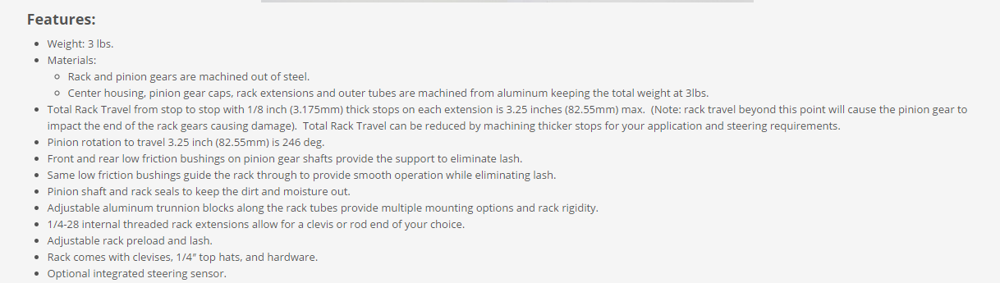 Features:
• Weight: 3 lbs.
• Materials:
◦ Rack and pinion gears are machined out of steel.
◦ Center housing, pinion gear caps, rack extensions and outer tubes are machined from aluminum keeping the total weight at 3lbs.
• Total Rack Travel from stop to stop with 1/8 inch (3.175mm) thick stops on each extension is 3.25 inches (82.55mm) max.  (Note: rack travel beyond this point will cause the pinion gear to
impact the end of the rack gears causing damage).  Total Rack Travel can be reduced by machining thicker stops for your application and steering requirements.
• Pinion rotation to travel 3.25 inch (82.55mm) is 246 deg.
• Front and rear low friction bushings on pinion gear shafts provide the support to eliminate lash.
• Same low friction bushings guide the rack through to provide smooth operation while eliminating lash.
• Pinion shaft and rack seals to keep the dirt and moisture out.
• Adjustable aluminum trunnion blocks along the rack tubes provide multiple mounting options and rack rigidity.
• 1/4-28 internal threaded rack extensions allow for a clevis or rod end of your choice.
• Adjustable rack preload and lash.
• Rack comes with clevises, 1/4″ top hats, and hardware.
• Optional integrated steering sensor.